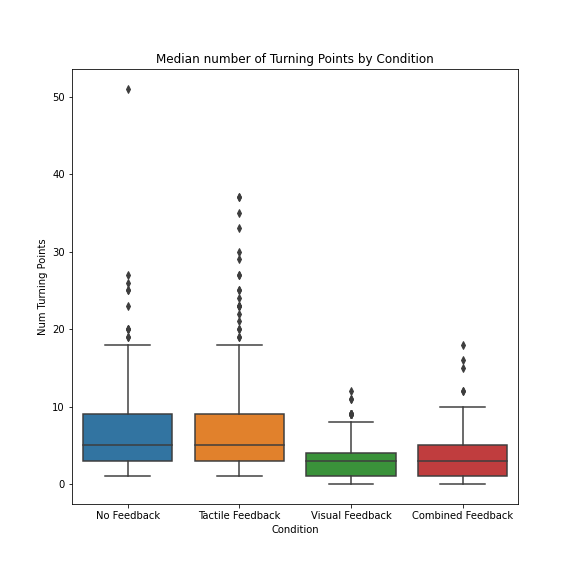 Median number of Turning Points by Condition
50
40
30
20
10
0
Num Turning Points
No Feedback
Tactile Feedback
Visual Feedback
Combined Feedback
Condition